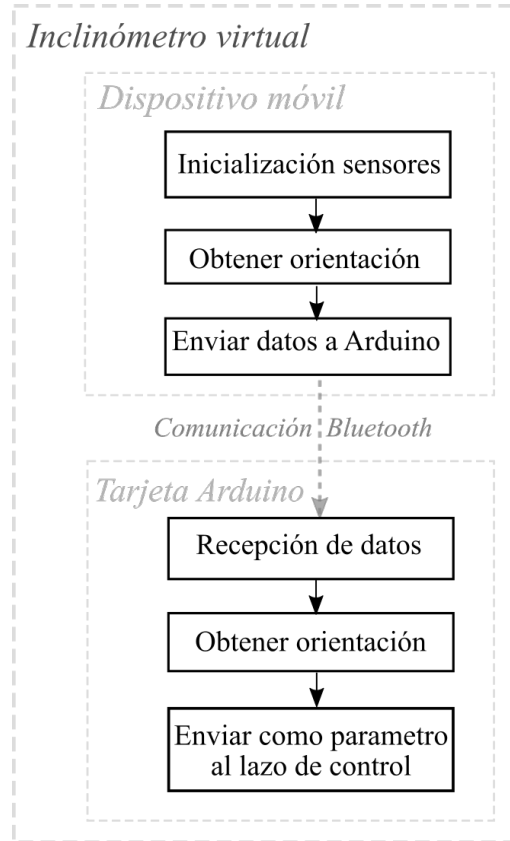 Inclinómetro virtual
Dispositivo móvil
Inicialización sensores
Obtener orientación
Enviar datos a Arduino
Comunicación Bluetooth
Tarjeta Arduino
Recepción de datos
Obtener orientación
Enviar como parametro
al lazo de control